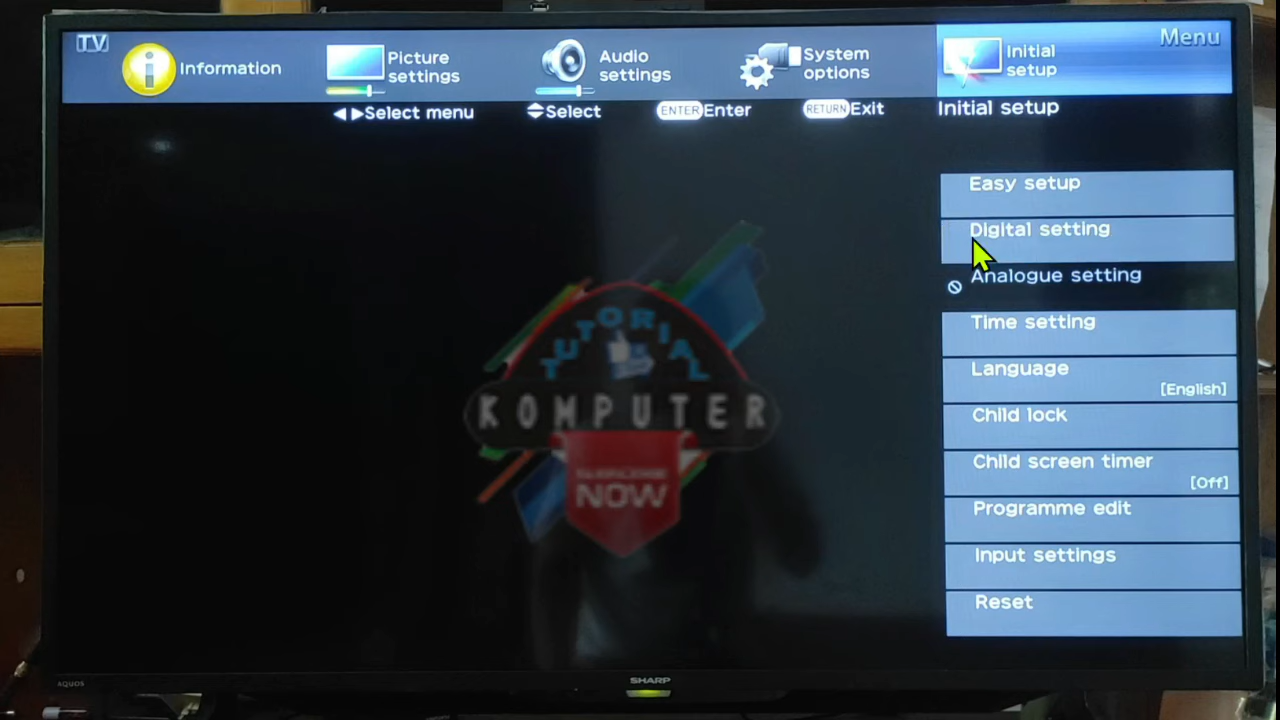 TV
Information
Picture
settings
Audio
settings
System
options
Initial
setup
Menu
◀ ▶Select menu
Select
ENTER Enter
RETURN Exit
Initial setup
Easy setup
Digital setting
Analogue setting
Time setting
Language
[English]
Child lock
Child screen timer
[Off]
Programme edit
Input settings
Reset
TUTORIAL
KOMPUTER
NOW
AQUOS
SHARP